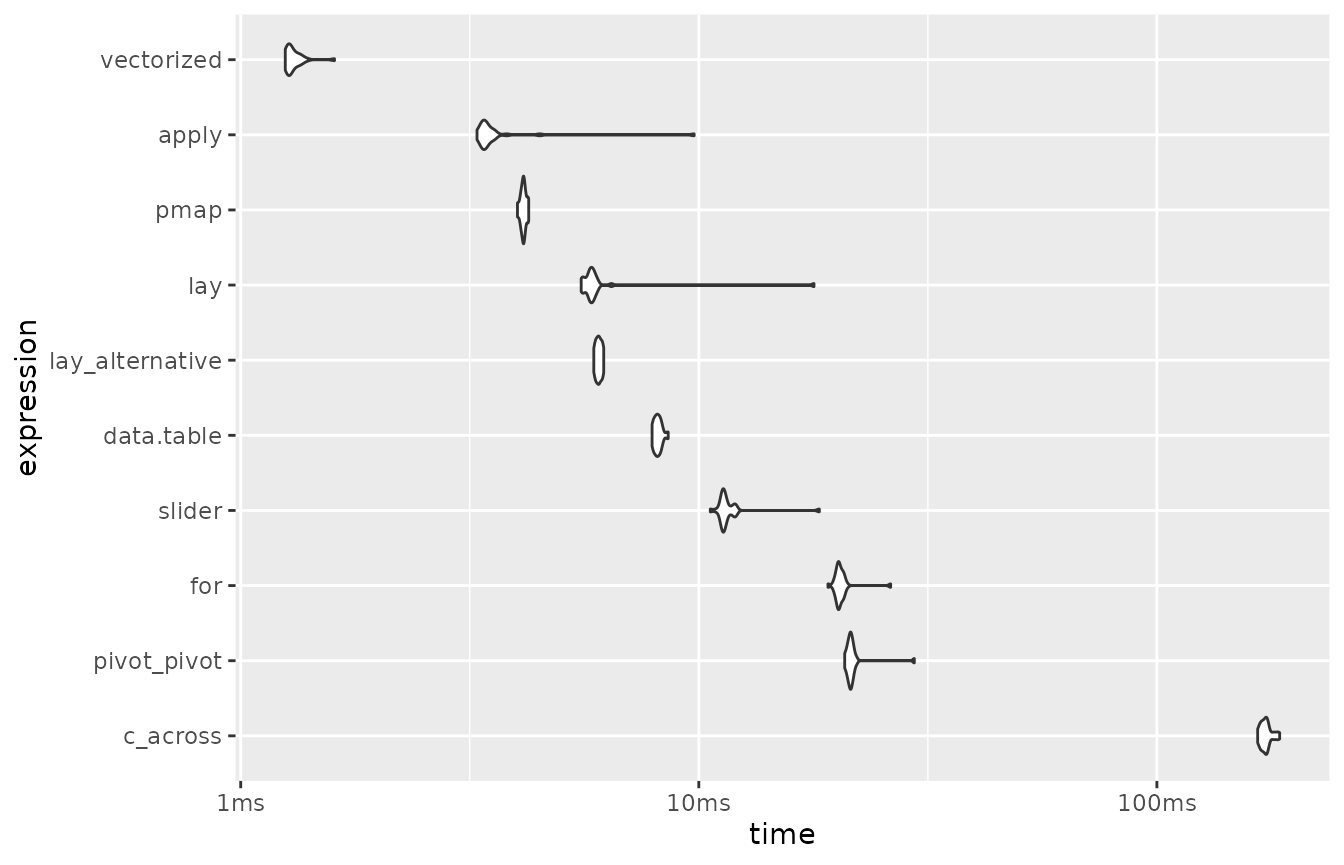 vectorized
apply
pmap
lay
lay_alternative
data.table
slider
for
pivot_pivot
c_across
expression
1ms 10ms 100ms
time